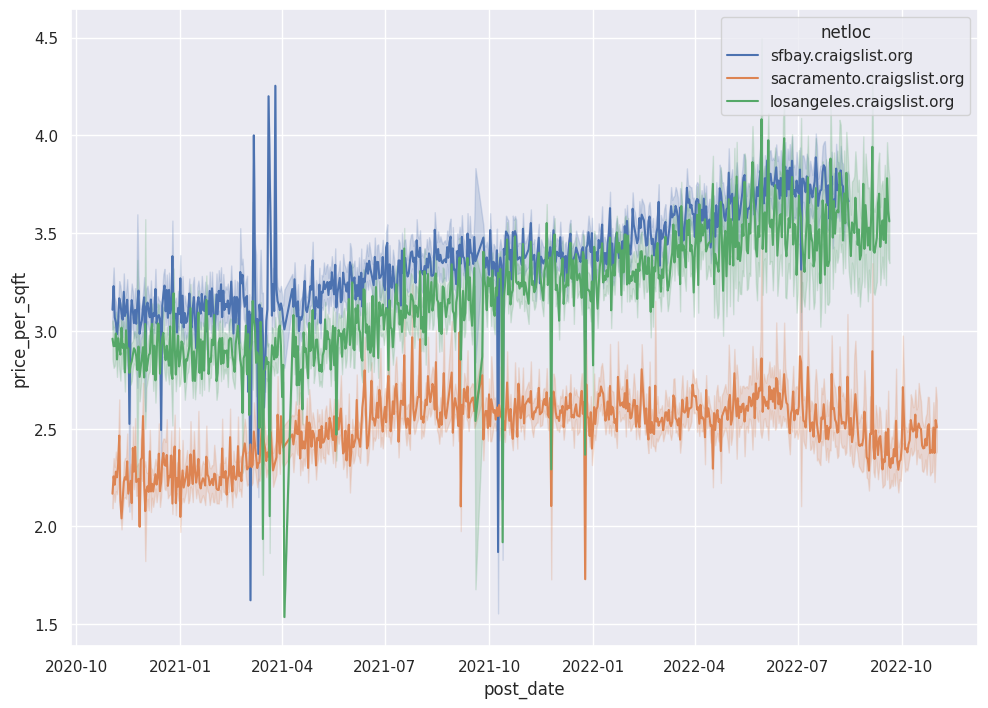 netloc
sfbay.craigslist.org
sacramento.craigslist.org
losangeles.craigslist.org
price_per_sqft
4.5
4.0
3.5
3.0
2.5
2.0
1.5
2020-10 2021-01 2021-04 2021-07 2021-10 2022-01 2022-04 2022-07 2022-10
post_date